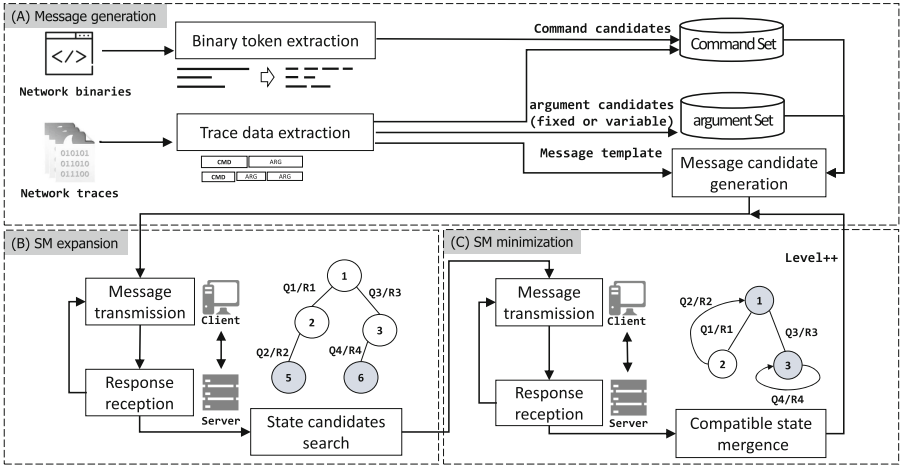 (A) Message generation
</>
Network binaries
Binary token extraction
Command candidates
Command Set
010101
011010
011100
Network traces
Trace data extraction
CMD ARG
CMD ARG ARG
argument candidates
(fixed or variable)
argument Set
Message template
Message candidate
generation
(B) SM expansion
Message
transmission
Response
reception
Client
Server
1
Q1/R1
Q3/R3
2
3
Q2/R2
Q4/R4
5
6
State candidates
search
(C) SM minimization
Level++
Message
transmission
Response
reception
Client
Server
1
Q2/R2
Q1/R1
Q3/R3
2
3
Q4/R4
Compatible state
mergence